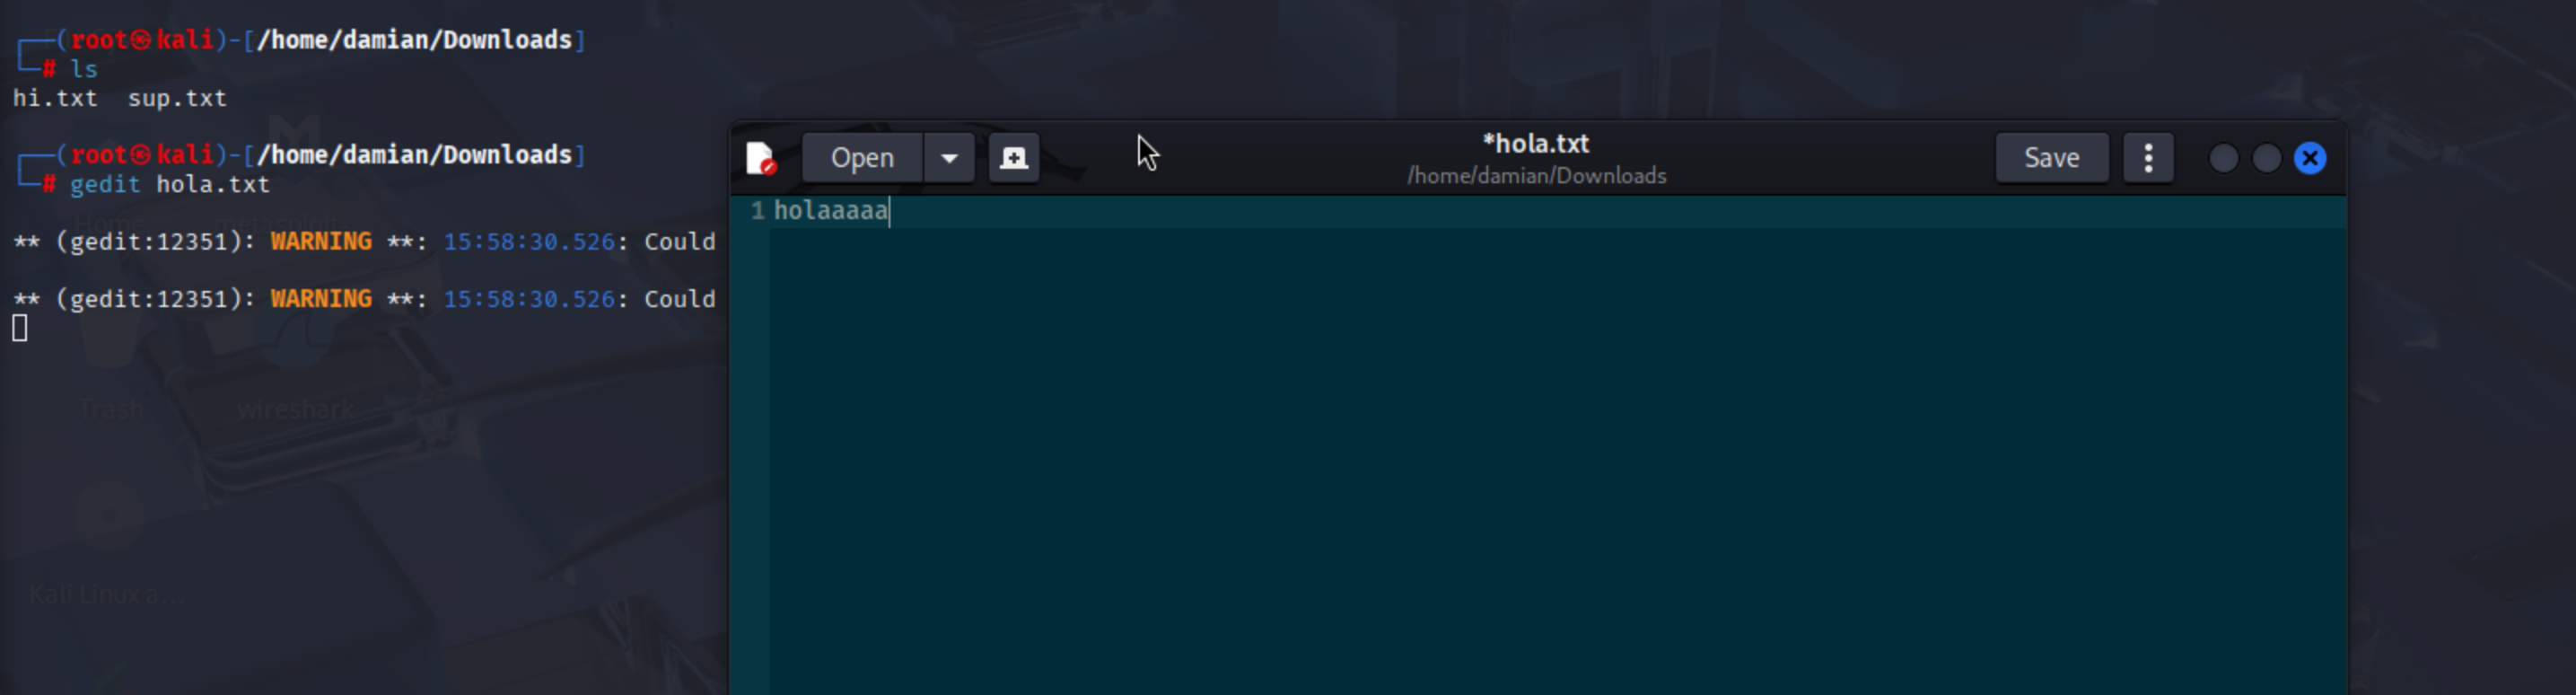 ┌──(root㉿kali)-[/home/damian/Downloads]
└─# ls
hi.txt  sup.txt
┌──(root㉿kali)-[/home/damian/Downloads]
└─# gedit hola.txt
** (gedit:12351): WARNING **: 15:58:30.526: Could
** (gedit:12351): WARNING **: 15:58:30.526: Could
Home metasploit
Trash wireshark
Kali Linux a...
Open *hola.txt Save
/home/damian/Downloads
1 holaaaaa